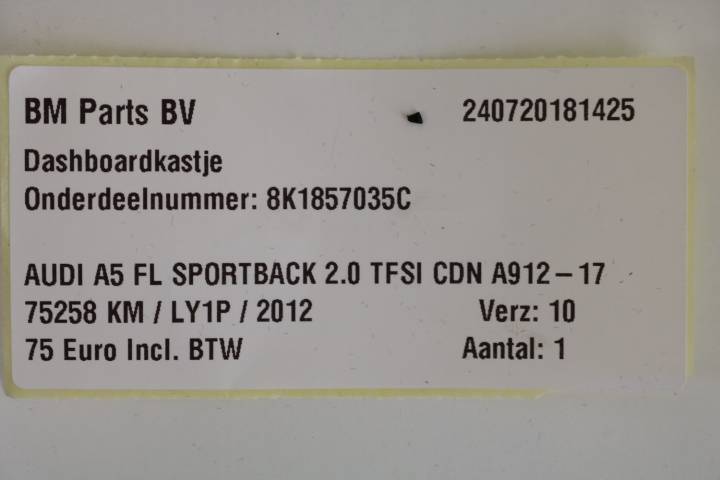 BM Parts BV 240720181425
Dashboardkastje
Onderdeelnummer: 8K1857035C
AUDI A5 FL SPORTBACK 2.0 TFSI CDN A912-17
75258 KM / LY1P / 2012 Verz: 10
75 Euro Incl. BTW Aantal: 1